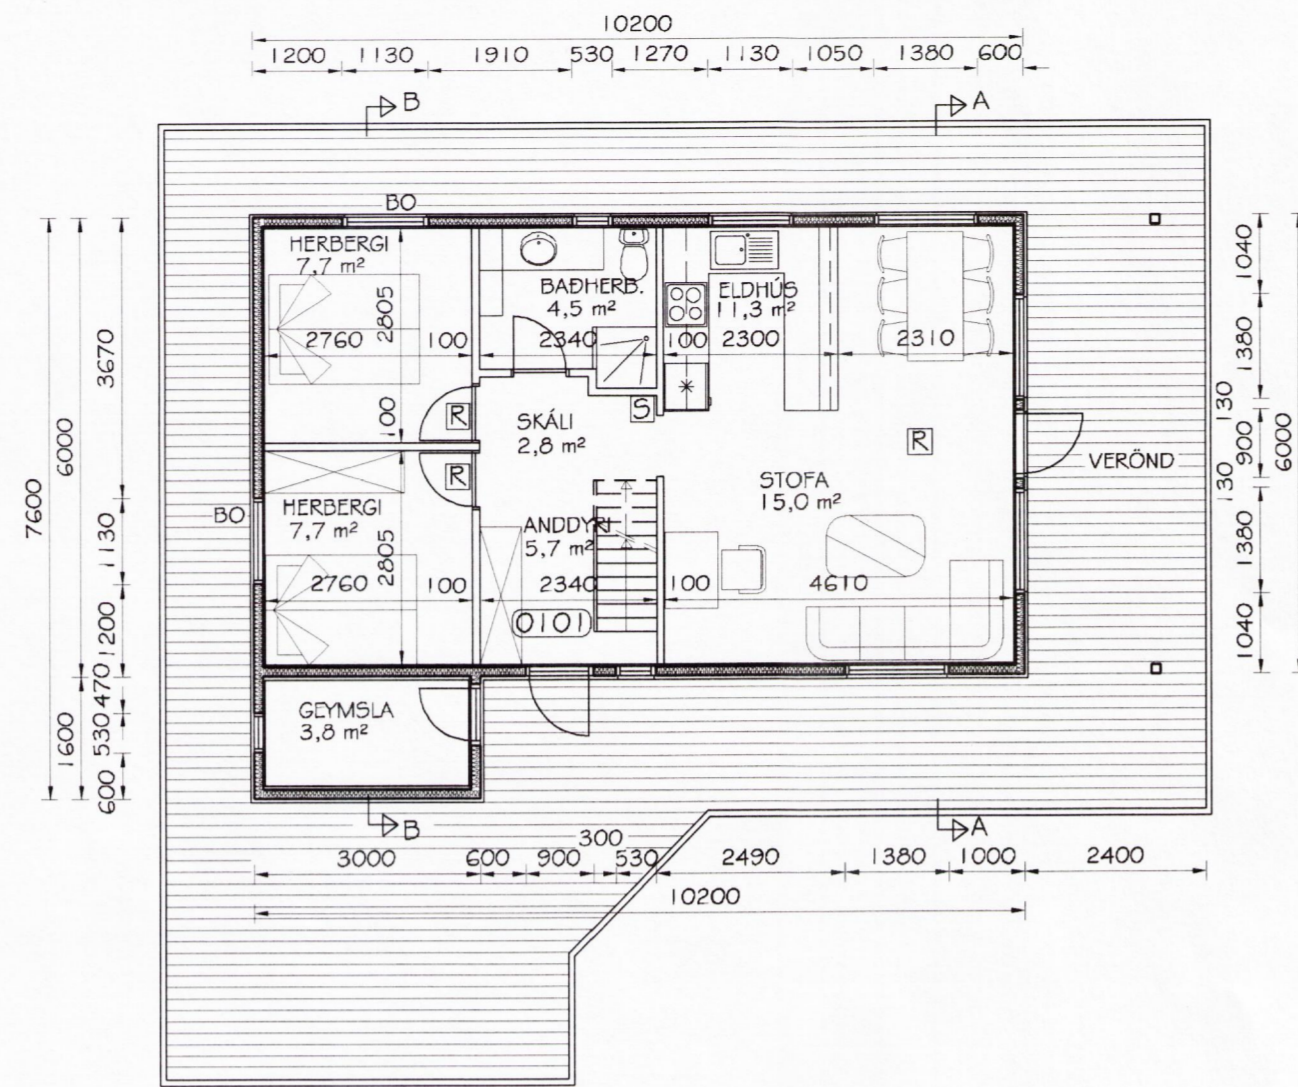 10200
1200 1130 1910 530 1270 1130 1050 1380 600
B A
BO
HERBERGI
7,7 m²
2805
2760 100
100
BAÐHERB.
4,5 m²
2340
ELDHÚS
11,3 m²
100 2300
2310
R
SKÁLI
2,8 m²
S
R
R
STOFA
15,0 m²
VERÖND
BO
HERBERGI
7,7 m²
2805
2760 100
ANDDYRI
5,7 m²
2340
0101
100 4610
GEYMSLA
3,8 m²
7600
6000
1600
3670
1130
1200
470
530
600
1040
1380
130
900
130
1380
1040
6000
B A
300
3000 600 900 530 2490 1380 1000 2400
10200